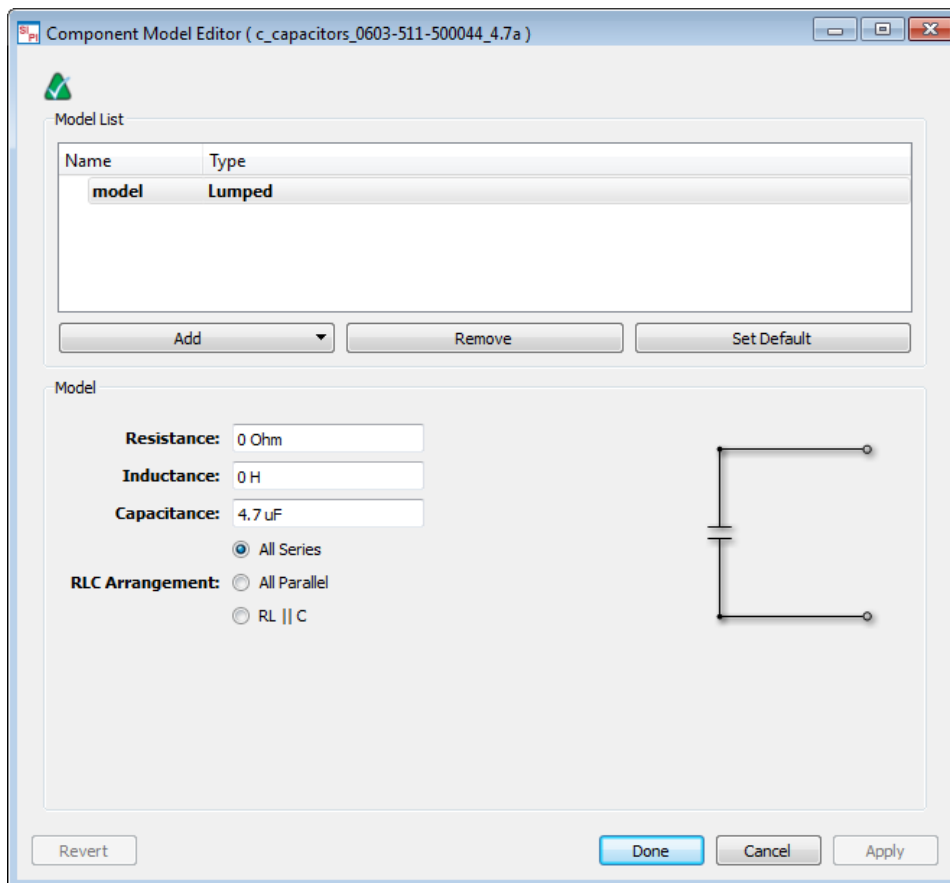 SI PI Component Model Editor ( c_capacitors_0603-511-500044_4.7a )
Model List
Name Type
model Lumped
Add Remove Set Default
Model
Resistance: 0 Ohm
Inductance: 0 H
Capacitance: 4.7 uF
All Series
RLC Arrangement: All Parallel
RL || C
Revert Done Cancel Apply